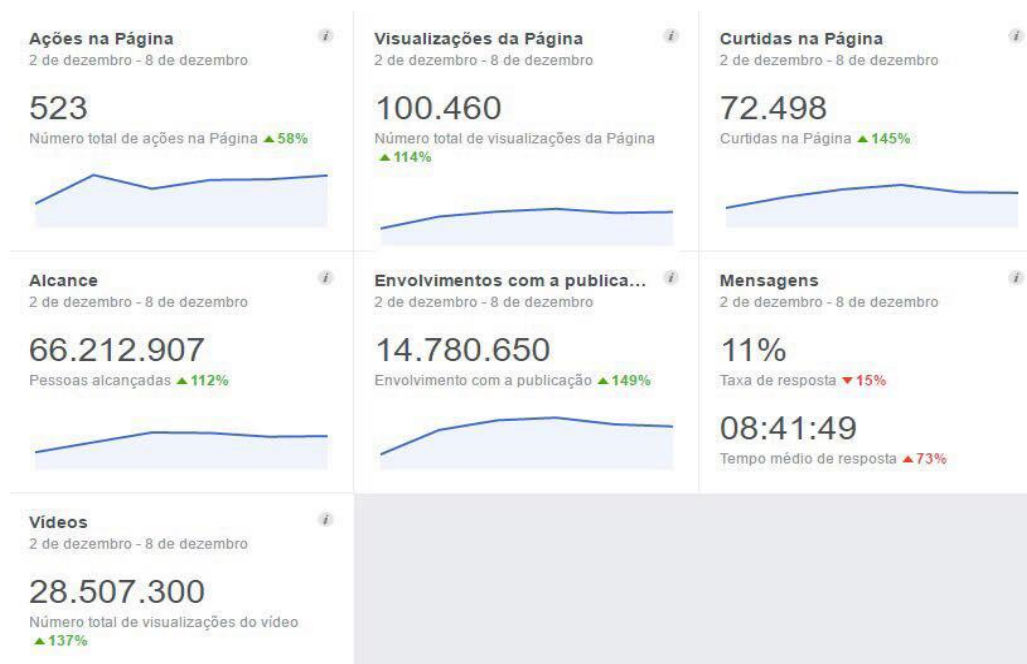 Ações na Página
2 de dezembro - 8 de dezembro
523
Número total de ações na Página ▲58%
Visualizações da Página
2 de dezembro - 8 de dezembro
100.460
Número total de visualizações da Página
▲114%
Curtidas na Página
2 de dezembro - 8 de dezembro
72.498
Curtidas na Página ▲145%
Alcance
2 de dezembro - 8 de dezembro
66.212.907
Pessoas alcançadas ▲112%
Envolvimentos com a publica...
2 de dezembro - 8 de dezembro
14.780.650
Envolvimento com a publicação ▲149%
Mensagens
2 de dezembro - 8 de dezembro
11%
Taxa de resposta ▼15%
08:41:49
Tempo médio de resposta ▲73%
Vídeos
2 de dezembro - 8 de dezembro
28.507.300
Número total de visualizações do vídeo
▲137%